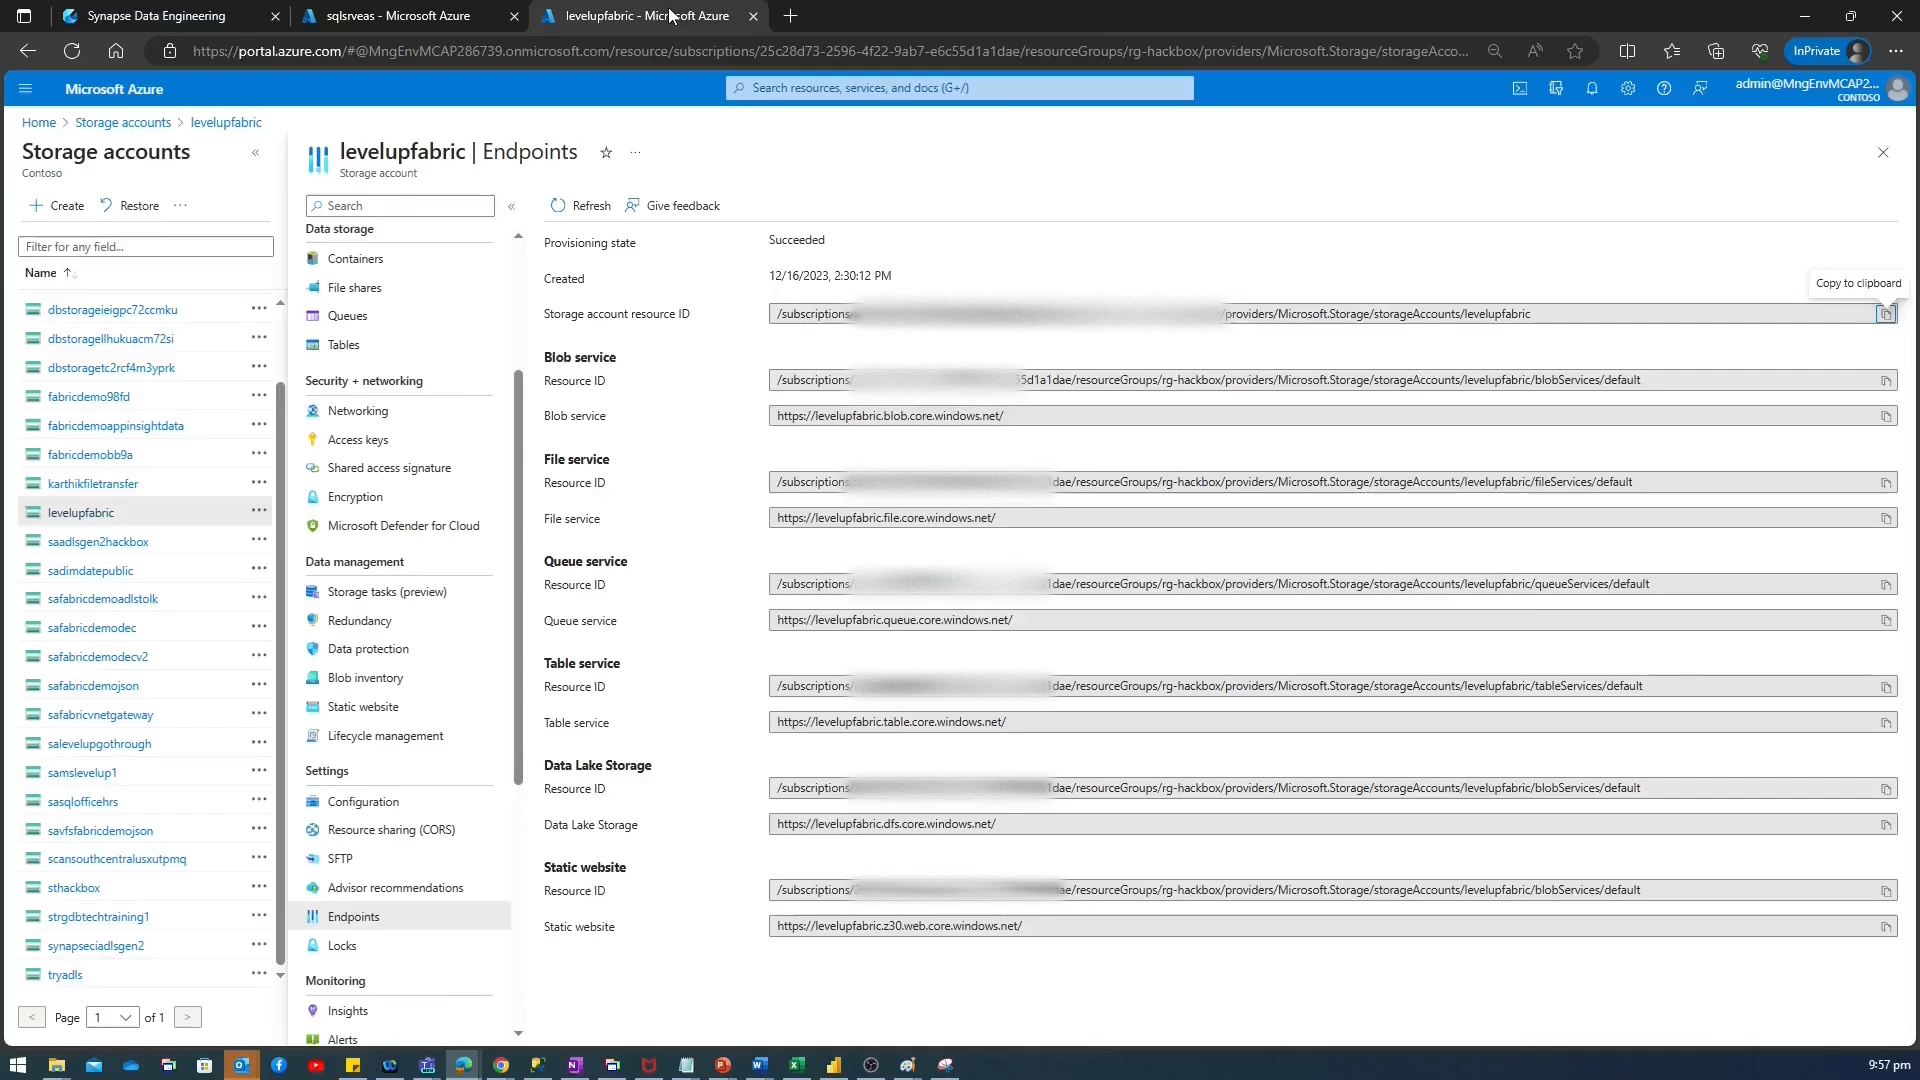 Synapse Data Engineering
sqlsrveas - Microsoft Azure
levelupfabric - Microsoft Azure
https://portal.azure.com/#@MngEnvMCAP286739.onmicrosoft.com/resource/subscriptions/25c28d73-2596-4f22-9ab7-e6c55d1a1dae/resourceGroups/rg-hackbox/providers/Microsoft.Storage/storageAcco...
InPrivate
Microsoft Azure
Search resources, services, and docs (G+/)
admin@MngEnvMCAP2...
CONTOSO
Home > Storage accounts > levelupfabric
Storage accounts
Contoso
Create
Restore
Filter for any field...
Name
dbstorageieigpc72ccmku
dbstoragellhukuacm72si
dbstoragetc2rcf4m3yprk
fabricdemo98fd
fabricdemoappinsightdata
fabricdemobb9a
karthikfiletransfer
levelupfabric
saadlsgen2hackbox
sadimdatepublic
safabricdemoadlstolk
safabricdemodec
safabricdemodecv2
safabricdemojson
safabricvnetgateway
salevelupgothrough
samslevelup1
sasqlofficehrs
savfsfabricdemojson
scansouthcentralusxutpmq
sthackbox
strgdbtechtraining1
synapseciadlsgen2
tryadls
< Page 1 of 1 >
levelupfabric | Endpoints
Storage account
Search
Data storage
Containers
File shares
Queues
Tables
Security + networking
Networking
Access keys
Shared access signature
Encryption
Microsoft Defender for Cloud
Data management
Storage tasks (preview)
Redundancy
Data protection
Blob inventory
Static website
Lifecycle management
Settings
Configuration
Resource sharing (CORS)
SFTP
Advisor recommendations
Endpoints
Locks
Monitoring
Insights
Alerts
Refresh
Give feedback
Provisioning state
Succeeded
Created
12/16/2023, 2:30:12 PM
Copy to clipboard
Storage account resource ID
/subscriptions/ /providers/Microsoft.Storage/storageAccounts/levelupfabric
Blob service
Resource ID
/subscriptions/ 5d1a1dae/resourceGroups/rg-hackbox/providers/Microsoft.Storage/storageAccounts/levelupfabric/blobServices/default
Blob service
https://levelupfabric.blob.core.windows.net/
File service
Resource ID
/subscriptions 1dae/resourceGroups/rg-hackbox/providers/Microsoft.Storage/storageAccounts/levelupfabric/fileServices/default
File service
https://levelupfabric.file.core.windows.net/
Queue service
Resource ID
/subscriptions/ 1dae/resourceGroups/rg-hackbox/providers/Microsoft.Storage/storageAccounts/levelupfabric/queueServices/default
Queue service
https://levelupfabric.queue.core.windows.net/
Table service
Resource ID
/subscriptions/ 1dae/resourceGroups/rg-hackbox/providers/Microsoft.Storage/storageAccounts/levelupfabric/tableServices/default
Table service
https://levelupfabric.table.core.windows.net/
Data Lake Storage
Resource ID
/subscriptions/ 1dae/resourceGroups/rg-hackbox/providers/Microsoft.Storage/storageAccounts/levelupfabric/blobServices/default
Data Lake Storage
https://levelupfabric.dfs.core.windows.net/
Static website
Resource ID
/subscriptions/2 ae/resourceGroups/rg-hackbox/providers/Microsoft.Storage/storageAccounts/levelupfabric/blobServices/default
Static website
https://levelupfabric.z30.web.core.windows.net/
9:57 pm